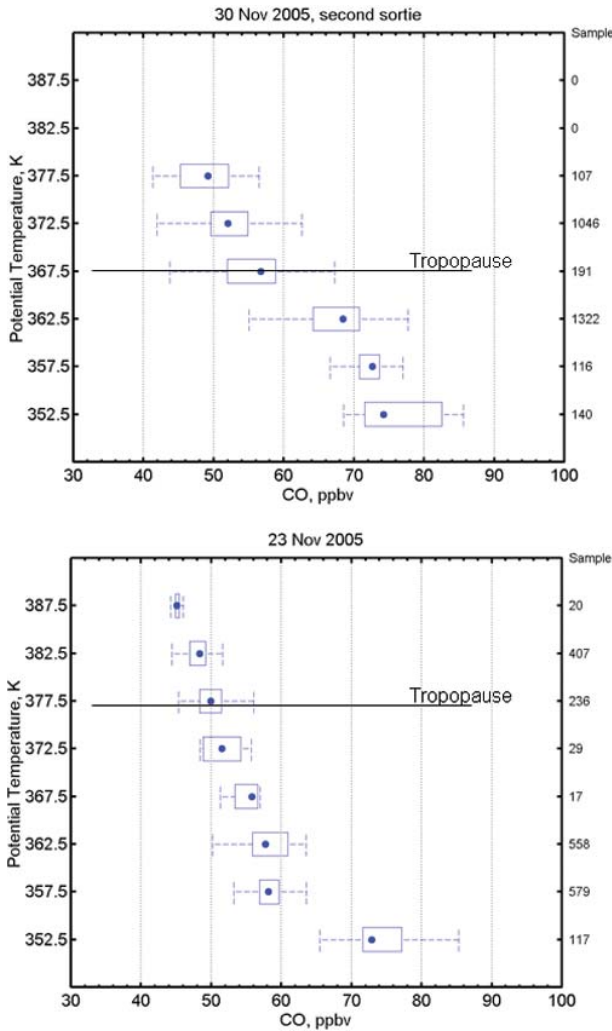 30 Nov 2005, second sortie
Sample
387.5 0
382.5 0
377.5 107
372.5 1046
Tropopause
367.5 191
362.5 1322
357.5 116
352.5 140
Potential Temperature, K
30 40 50 60 70 80 90 100
CO, ppbv
23 Nov 2005
Sample
387.5 20
382.5 407
Tropopause
377.5 236
372.5 29
367.5 17
362.5 558
357.5 579
352.5 117
Potential Temperature, K
30 40 50 60 70 80 90 100
CO, ppbv